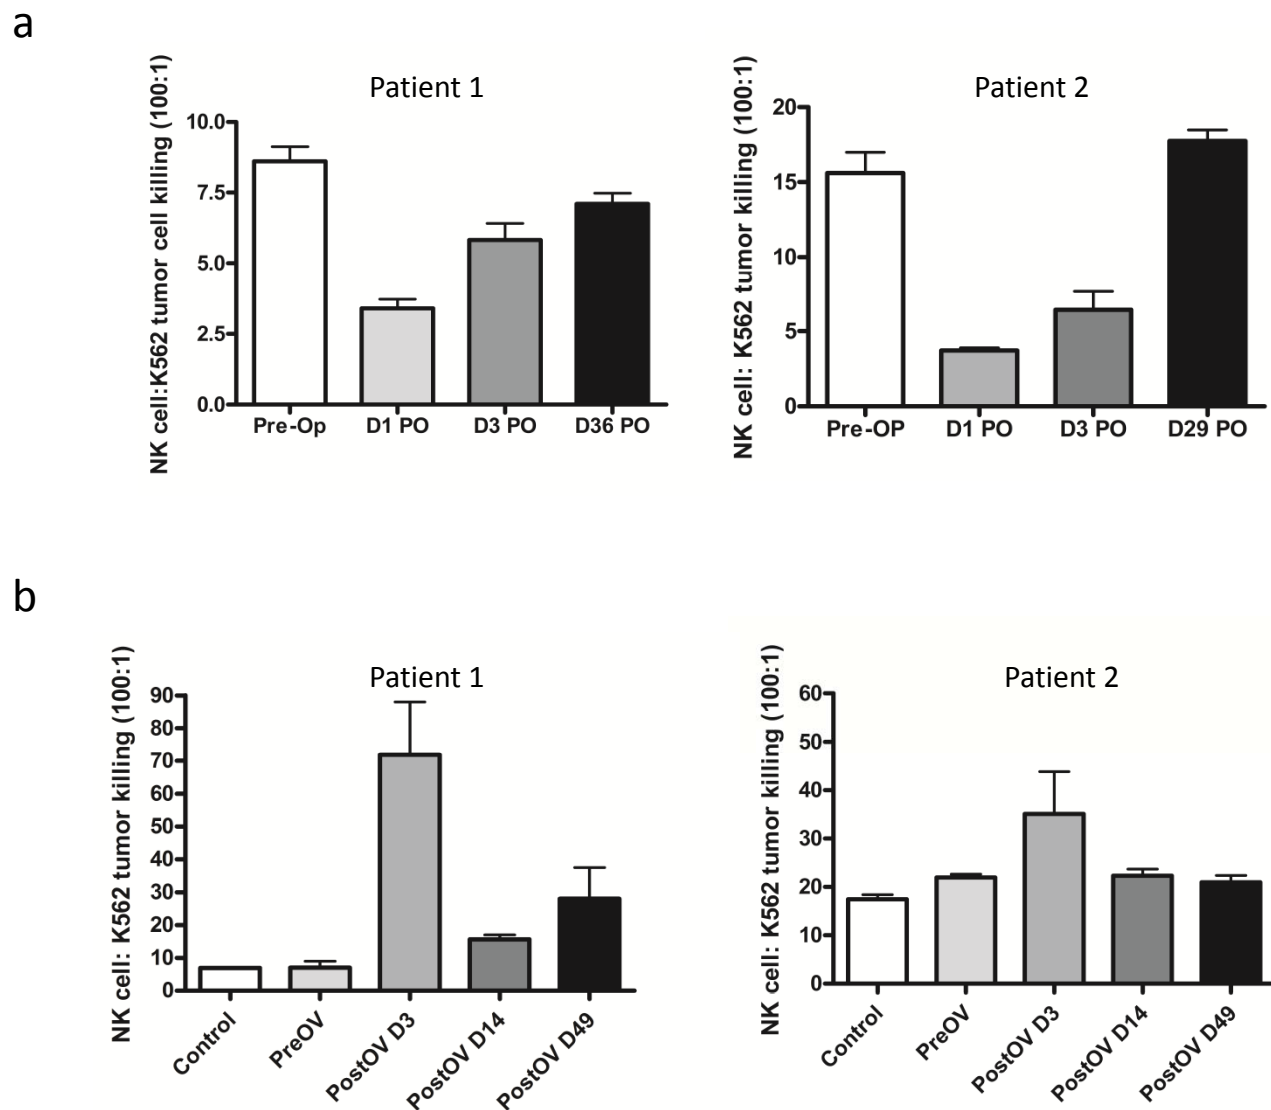 a
Patient 1
NK cell:K562 tumor cell killing (100:1)
10.0
7.5
5.0
2.5
0.0
Pre-Op D1 PO D3 PO D36 PO
Patient 2
NK cell: K562 tumor killing (100:1)
20
15
10
5
0
Pre-OP D1 PO D3 PO D29 PO
b
Patient 1
NK cell: K562 tumor killing (100:1)
90
80
70
60
50
40
30
20
10
0
Control
PreOV
PostOV D3
PostOV D14
PostOV D49
Patient 2
NK cell: K562 tumor killing (100:1)
60
50
40
30
20
10
0
Control
PreOV
PostOV D3
PostOV D14
PostOV D49